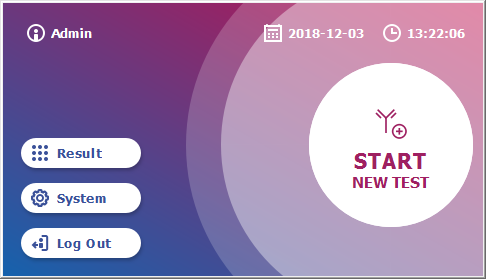 Admin 2018-12-03 13:22:06
START
NEW TEST
Result
System
Log Out